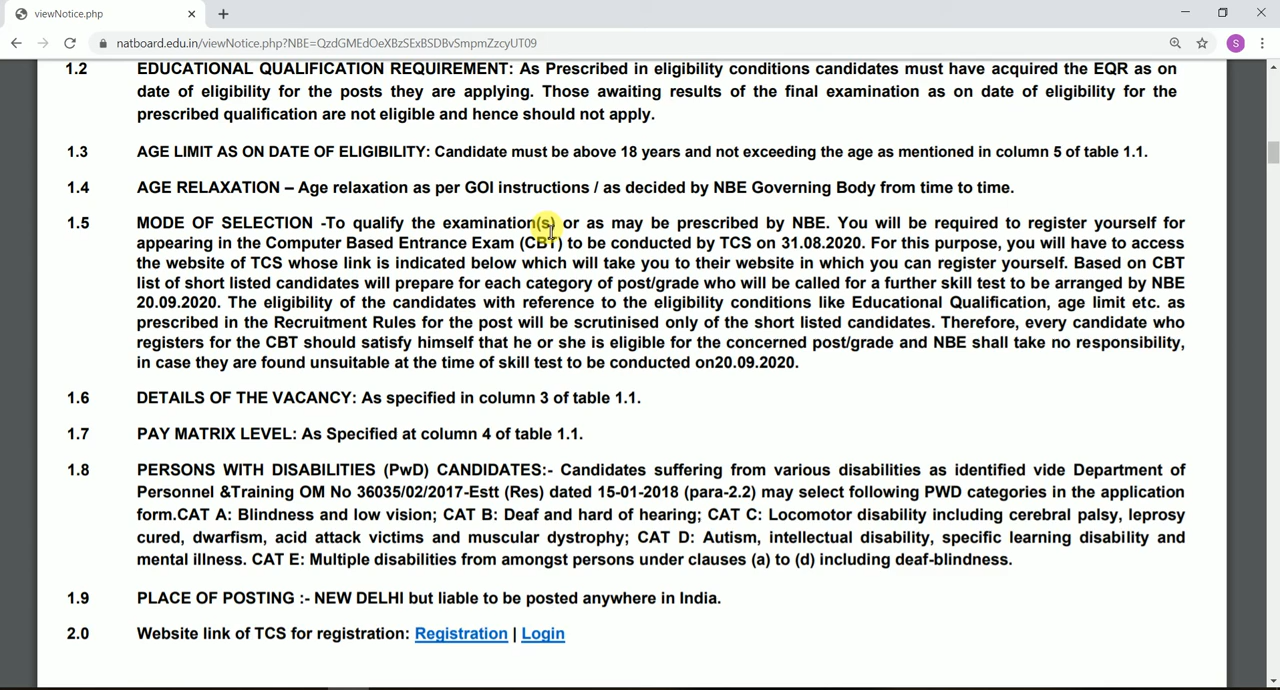 viewNotice.php
natboard.edu.in/viewNotice.php?NBE=QzdGMEdOeXBzSExBSDBvSmpmZzcyUT09
S
1.2 EDUCATIONAL QUALIFICATION REQUIREMENT: As Prescribed in eligibility conditions candidates must have acquired the EQR as on
date of eligibility for the posts they are applying. Those awaiting results of the final examination as on date of eligibility for the
prescribed qualification are not eligible and hence should not apply.
1.3 AGE LIMIT AS ON DATE OF ELIGIBILITY: Candidate must be above 18 years and not exceeding the age as mentioned in column 5 of table 1.1.
1.4 AGE RELAXATION – Age relaxation as per GOI instructions / as decided by NBE Governing Body from time to time.
1.5 MODE OF SELECTION -To qualify the examination(s) or as may be prescribed by NBE. You will be required to register yourself for
appearing in the Computer Based Entrance Exam (CBT) to be conducted by TCS on 31.08.2020. For this purpose, you will have to access
the website of TCS whose link is indicated below which will take you to their website in which you can register yourself. Based on CBT
list of short listed candidates will prepare for each category of post/grade who will be called for a further skill test to be arranged by NBE
20.09.2020. The eligibility of the candidates with reference to the eligibility conditions like Educational Qualification, age limit etc. as
prescribed in the Recruitment Rules for the post will be scrutinised only of the short listed candidates. Therefore, every candidate who
registers for the CBT should satisfy himself that he or she is eligible for the concerned post/grade and NBE shall take no responsibility,
in case they are found unsuitable at the time of skill test to be conducted on20.09.2020.
1.6 DETAILS OF THE VACANCY: As specified in column 3 of table 1.1.
1.7 PAY MATRIX LEVEL: As Specified at column 4 of table 1.1.
1.8 PERSONS WITH DISABILITIES (PwD) CANDIDATES:- Candidates suffering from various disabilities as identified vide Department of
Personnel &Training OM No 36035/02/2017-Estt (Res) dated 15-01-2018 (para-2.2) may select following PWD categories in the application
form.CAT A: Blindness and low vision; CAT B: Deaf and hard of hearing; CAT C: Locomotor disability including cerebral palsy, leprosy
cured, dwarfism, acid attack victims and muscular dystrophy; CAT D: Autism, intellectual disability, specific learning disability and
mental illness. CAT E: Multiple disabilities from amongst persons under clauses (a) to (d) including deaf-blindness.
1.9 PLACE OF POSTING :- NEW DELHI but liable to be posted anywhere in India.
2.0 Website link of TCS for registration: Registration | Login